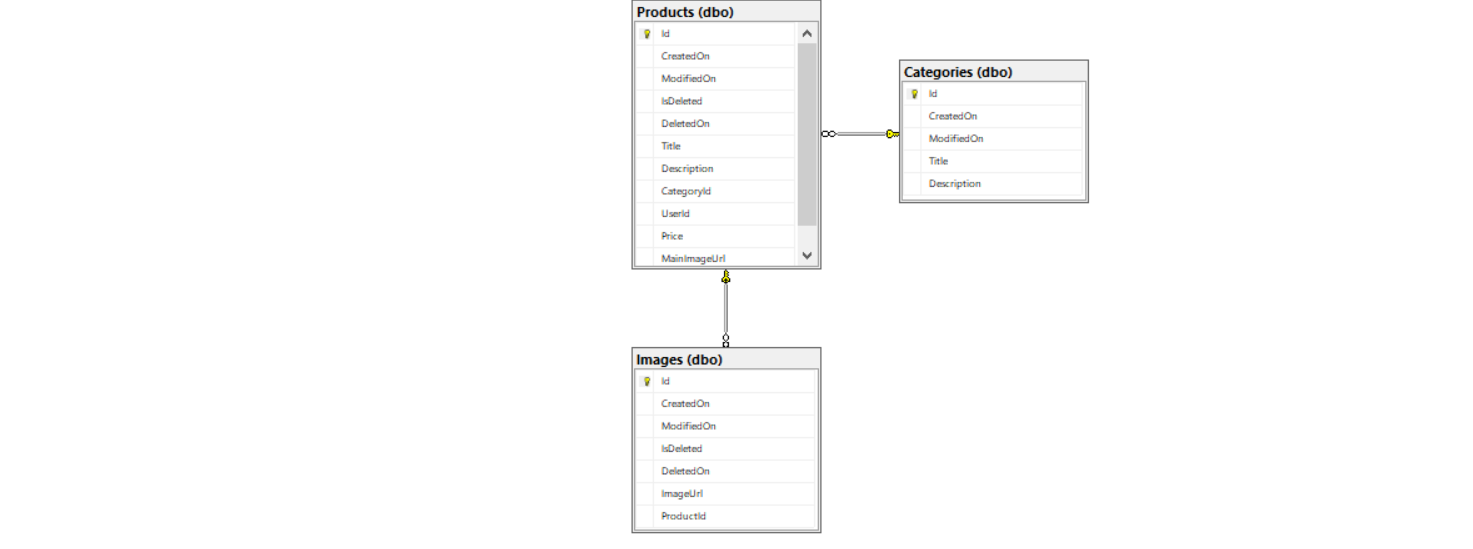 Products (dbo)
Id
CreatedOn
ModifiedOn
IsDeleted
DeletedOn
Title
Description
CategoryId
UserId
Price
MainImageUrl
Categories (dbo)
Id
CreatedOn
ModifiedOn
Title
Description
Images (dbo)
Id
CreatedOn
ModifiedOn
IsDeleted
DeletedOn
ImageUrl
ProductId